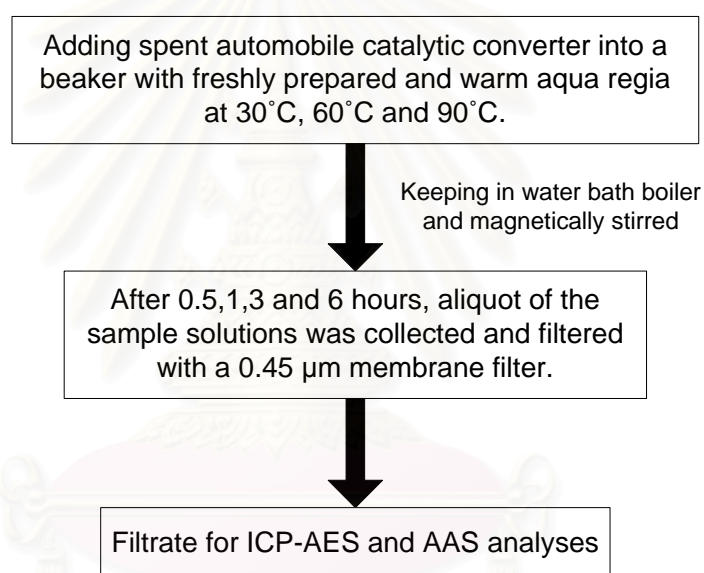 Adding spent automobile catalytic converter into a
beaker with freshly prepared and warm aqua regia
at 30˚C, 60˚C and 90˚C.
Keeping in water bath boiler
and magnetically stirred
After 0.5,1,3 and 6 hours, aliquot of the
sample solutions was collected and filtered
with a 0.45 µm membrane filter.
Filtrate for ICP-AES and AAS analyses